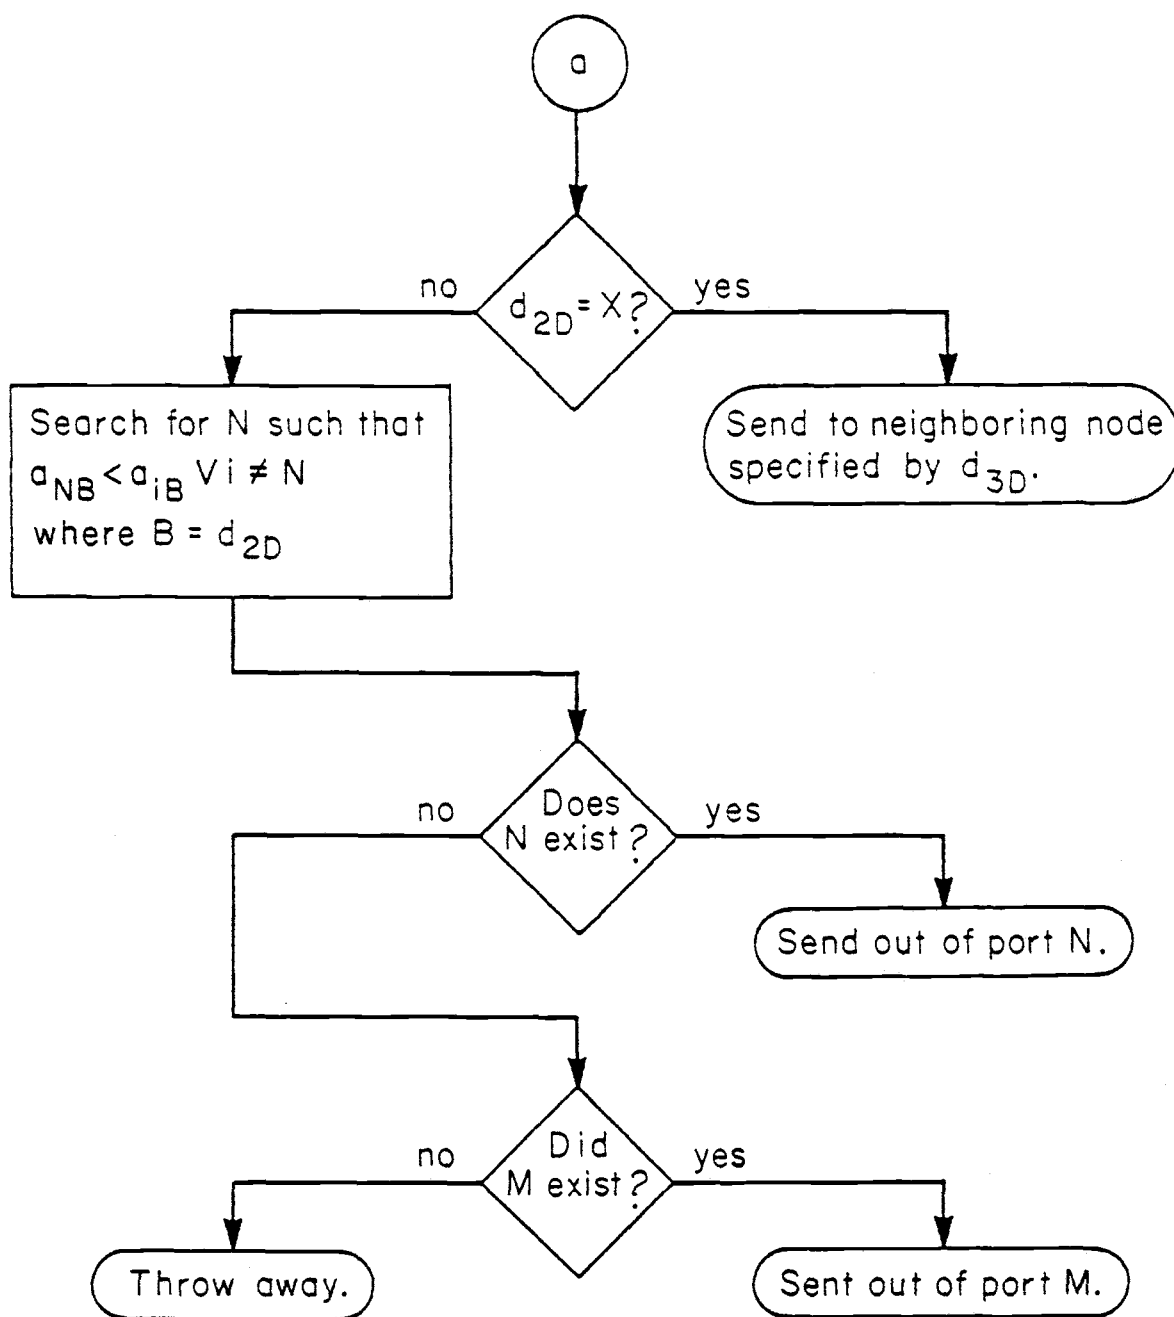 a
no
d2D = X?
yes
Search for N such that
aNB < aiB ∀i ≠ N
where B = d2D
Send to neighboring node
specified by d3D.
no
Does
N exist?
yes
Send out of port N.
no
Did
M exist?
yes
Throw away.
Sent out of port M.